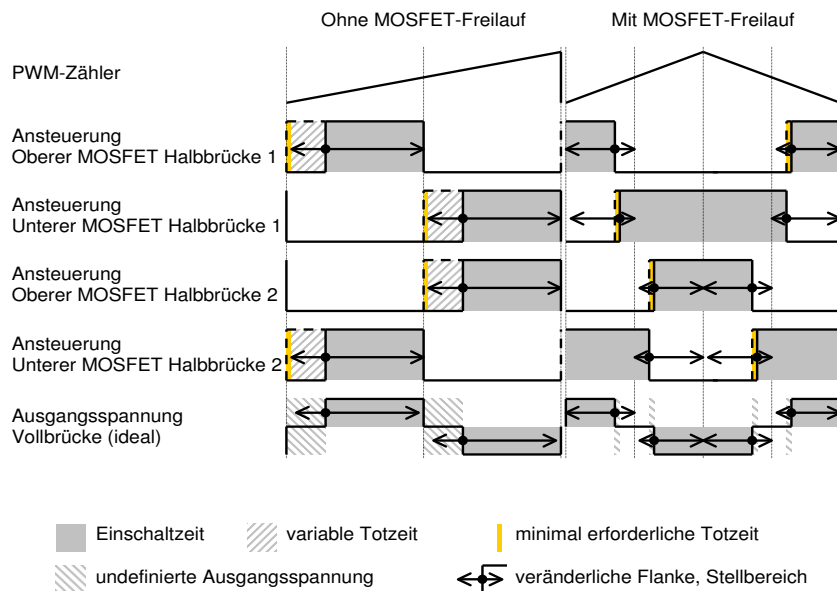 Ohne MOSFET-Freilauf
Mit MOSFET-Freilauf
PWM-Zähler
Ansteuerung
Oberer MOSFET Halbbrücke 1
Ansteuerung
Unterer MOSFET Halbbrücke 1
Ansteuerung
Oberer MOSFET Halbbrücke 2
Ansteuerung
Unterer MOSFET Halbbrücke 2
Ausgangsspannung
Vollbrücke (ideal)
Einschaltzeit
variable Totzeit
minimal erforderliche Totzeit
undefinierte Ausgangsspannung
veränderliche Flanke, Stellbereich